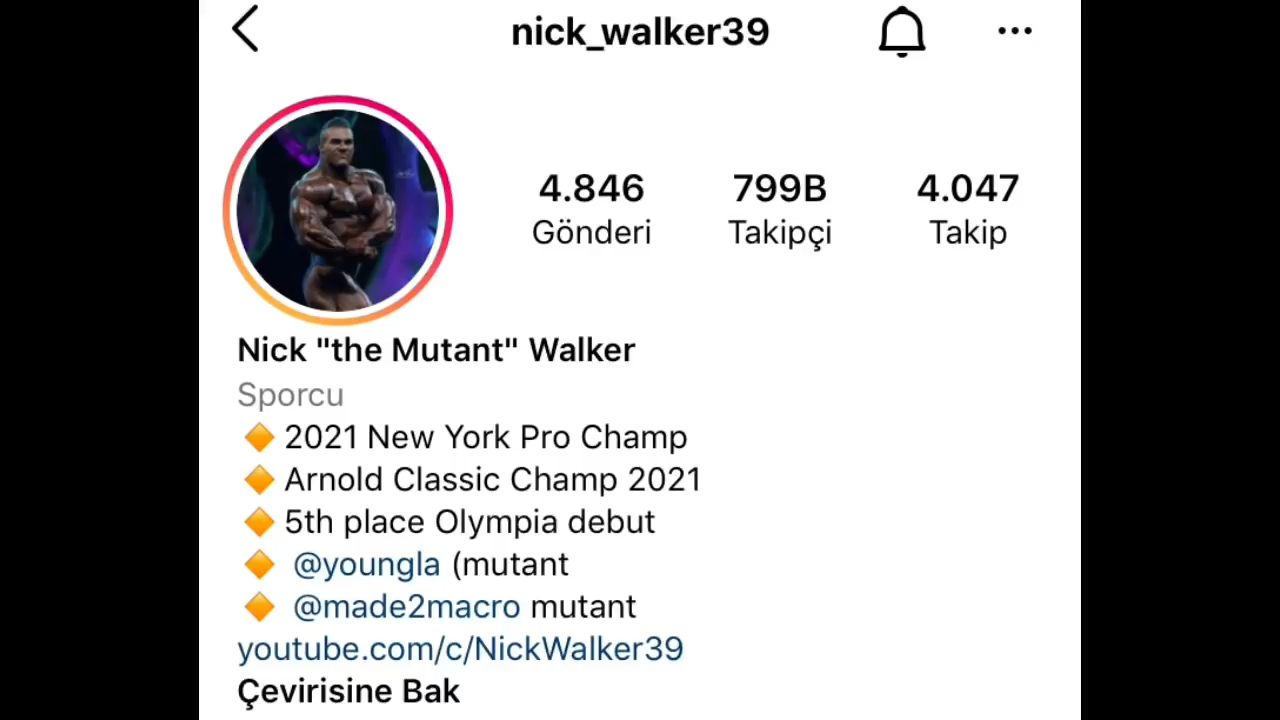 nick_walker39
4.846 799B 4.047
Gönderi Takipçi Takip
Nick "the Mutant" Walker
Sporcu
🔶 2021 New York Pro Champ
🔶 Arnold Classic Champ 2021
🔶 5th place Olympia debut
🔶 @youngla (mutant
🔶 @made2macro mutant
youtube.com/c/NickWalker39
Çevirisine Bak